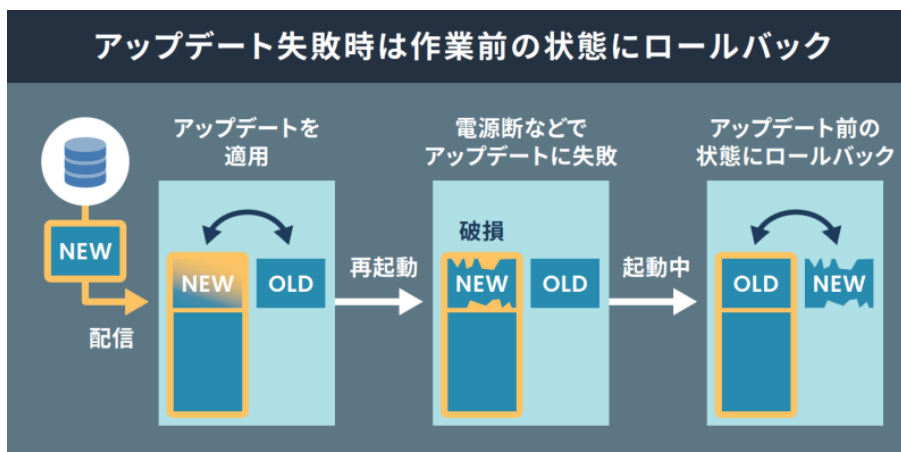 アップデート失敗時は作業前の状態にロールバック
アップデートを
適用
電源断などで
アップデートに失敗
アップデート前の
状態にロールバック
NEW
配信
NEW
OLD
再起動
破損
NEW
OLD
起動中
OLD
NEW